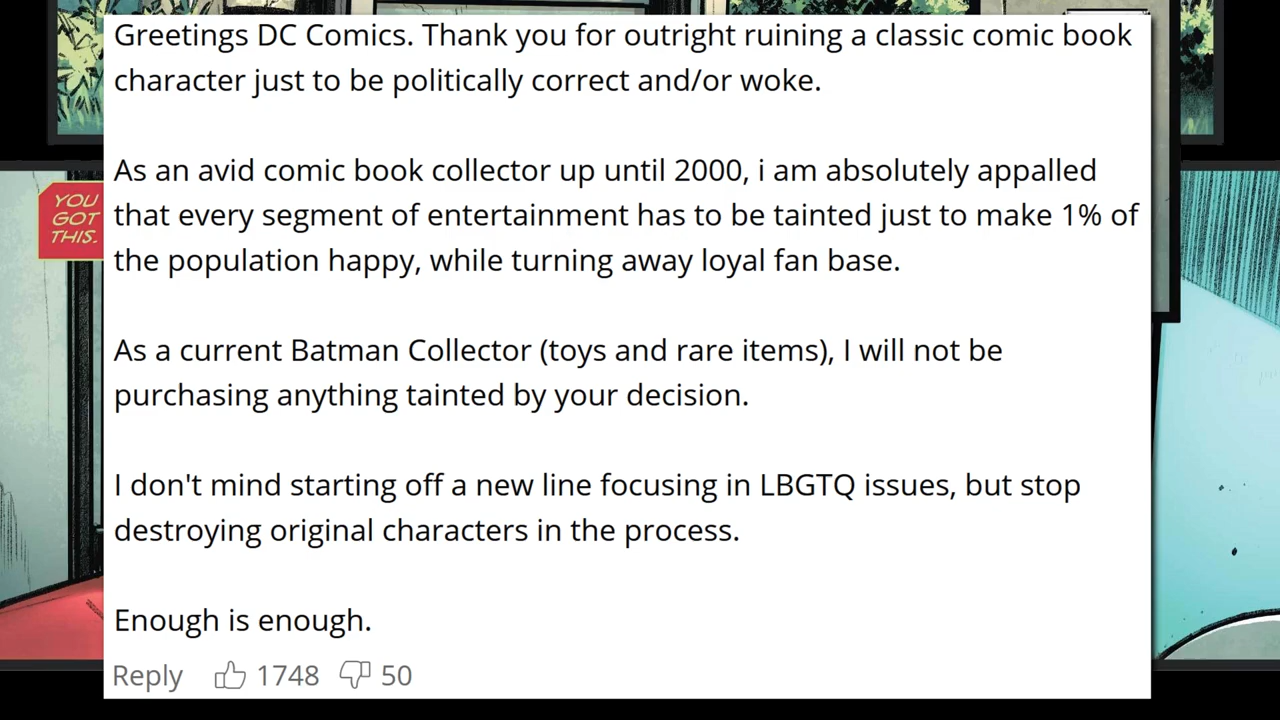 Greetings DC Comics. Thank you for outright ruining a classic comic book
character just to be politically correct and/or woke.
As an avid comic book collector up until 2000, i am absolutely appalled
that every segment of entertainment has to be tainted just to make 1% of
the population happy, while turning away loyal fan base.
As a current Batman Collector (toys and rare items), I will not be
purchasing anything tainted by your decision.
I don't mind starting off a new line focusing in LBGTQ issues, but stop
destroying original characters in the process.
Enough is enough.
Reply 1748 50
YOU
GOT
THIS.